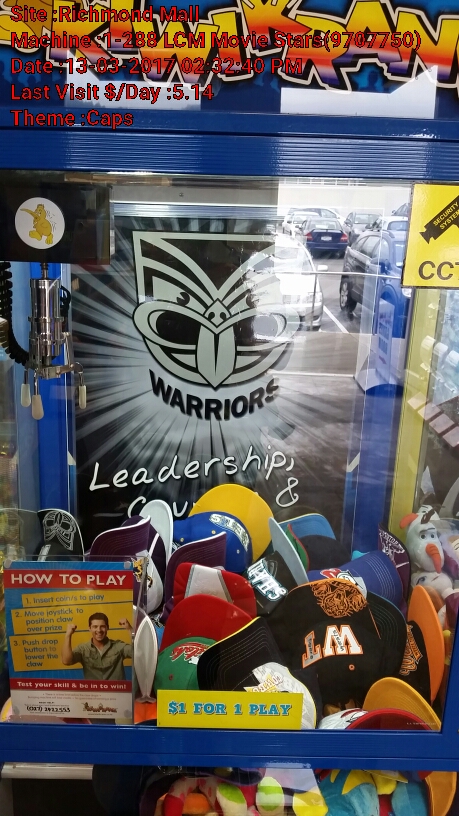 Site :Richmond Mall
Machine :1-288 LCM Movie Stars(9707750)
Date :13-03-2017 02:32:40 PM
Last Visit $/Day :5.14
Theme :Caps
SECURITY
SYSTEM
CCT
WARRIORS
Leadership,
&
HOW TO PLAY
1. Insert coin/s to play
2. Move joystick to
position claw
over prize
3. Push drop
button to
lower the
claw
Test your skill & be in to win!
$1 FOR 1 PLAY
WT